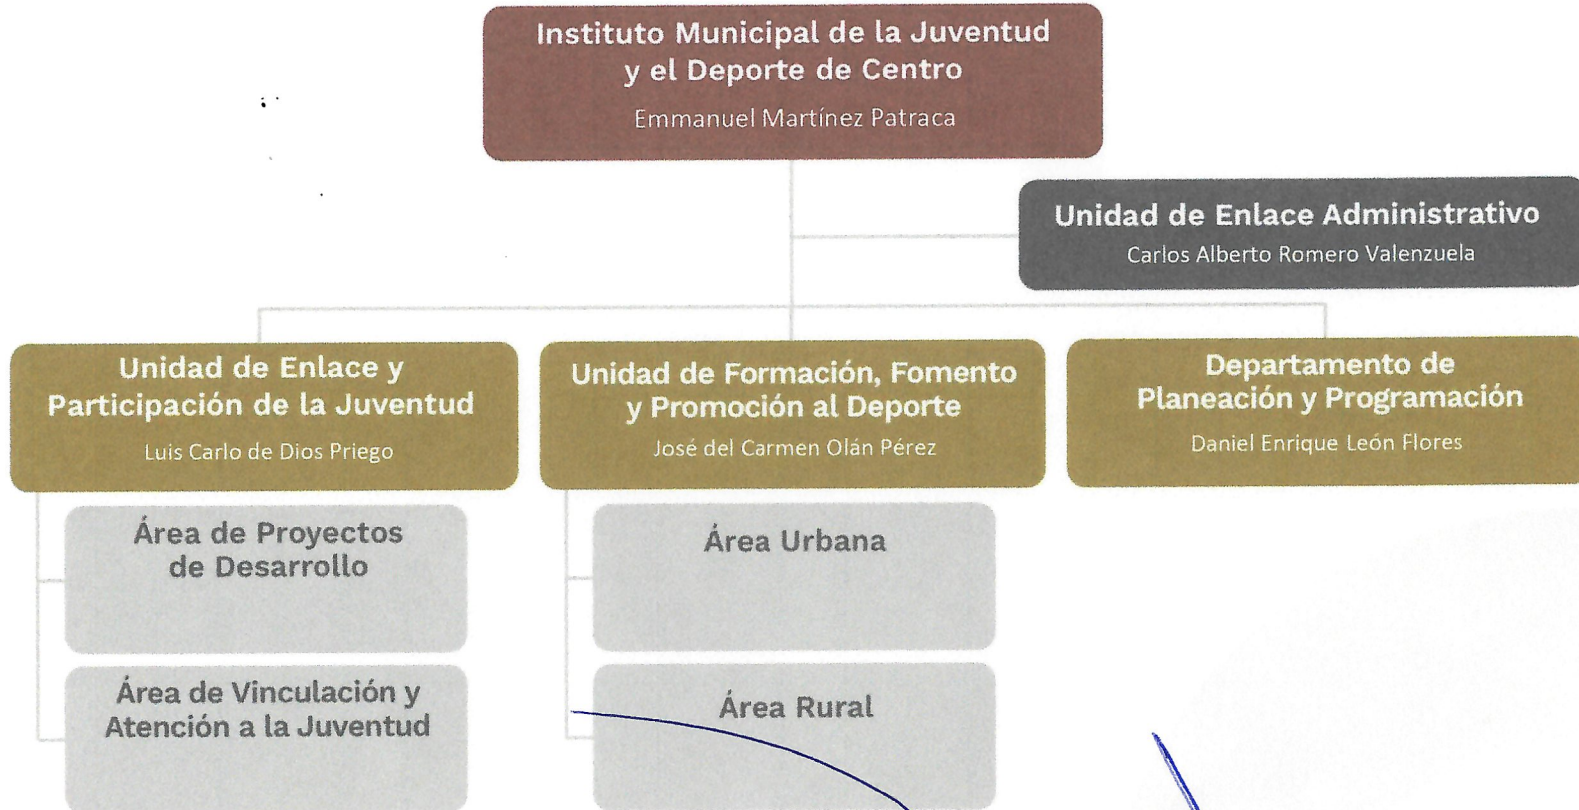 Instituto Municipal de la Juventud
y el Deporte de Centro
Emmanuel Martínez Patraca
Unidad de Enlace Administrativo
Carlos Alberto Romero Valenzuela
Unidad de Enlace y
Participación de la Juventud
Luis Carlo de Dios Priego
Unidad de Formación, Fomento
y Promoción al Deporte
José del Carmen Olán Pérez
Departamento de
Planeación y Programación
Daniel Enrique León Flores
Área de Proyectos
de Desarrollo
Área de Vinculación y
Atención a la Juventud
Área Urbana
Área Rural